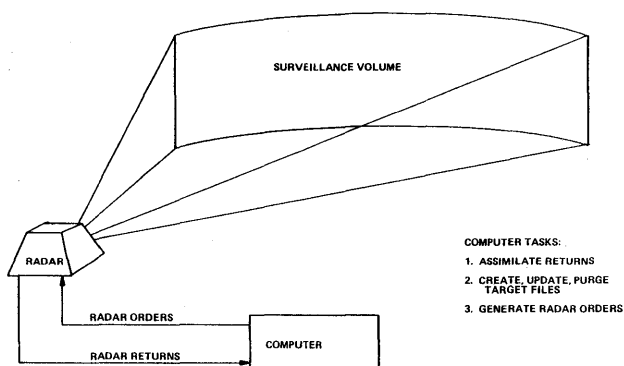 SURVEILLANCE VOLUME
RADAR
COMPUTER TASKS:
1. ASSIMILATE RETURNS
2. CREATE, UPDATE, PURGE
TARGET FILES
3. GENERATE RADAR ORDERS
RADAR ORDERS
COMPUTER
RADAR RETURNS